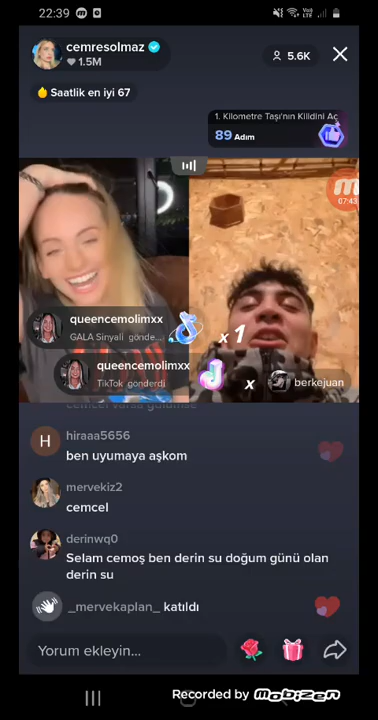 22:39
cemresolmaz
1.5M
5.6K
Saatlik en iyi 67
1. Kilometre Taşı'nın Kilidini Aç
89 Adım
07:43
queencemolimxx
GALA Sinyali gönde...
x 1
queencemolimxx
TikTok gönderdi
x
berkejuan
hiraaa5656
ben uyumaya aşkom
mervekiz2
cemcel
derinwq0
Selam cemoş ben derin su doğum günü olan
derin su
_mervekaplan_ katıldı
Yorum ekleyin...
Recorded by mobizen